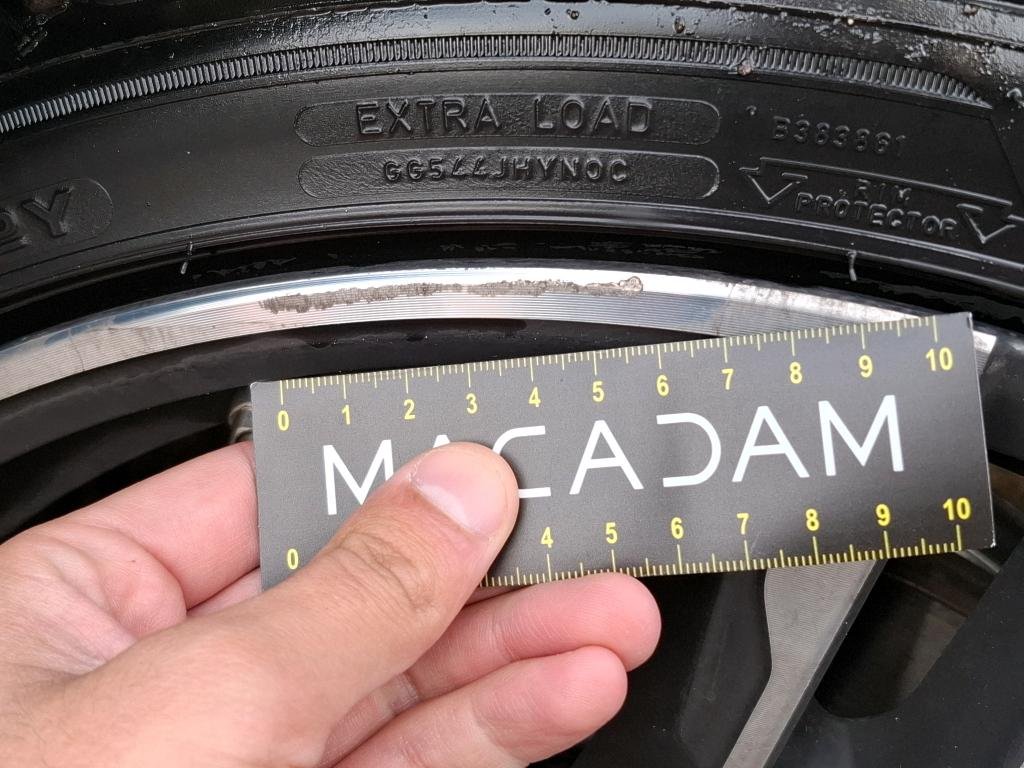 EXTRA LOAD
B383861
GG544JHYNOC
RIM
PROTECTOR
0 1 2 3 4 5 6 7 8 9 10
MACADAM
0 4 5 6 7 8 9 10